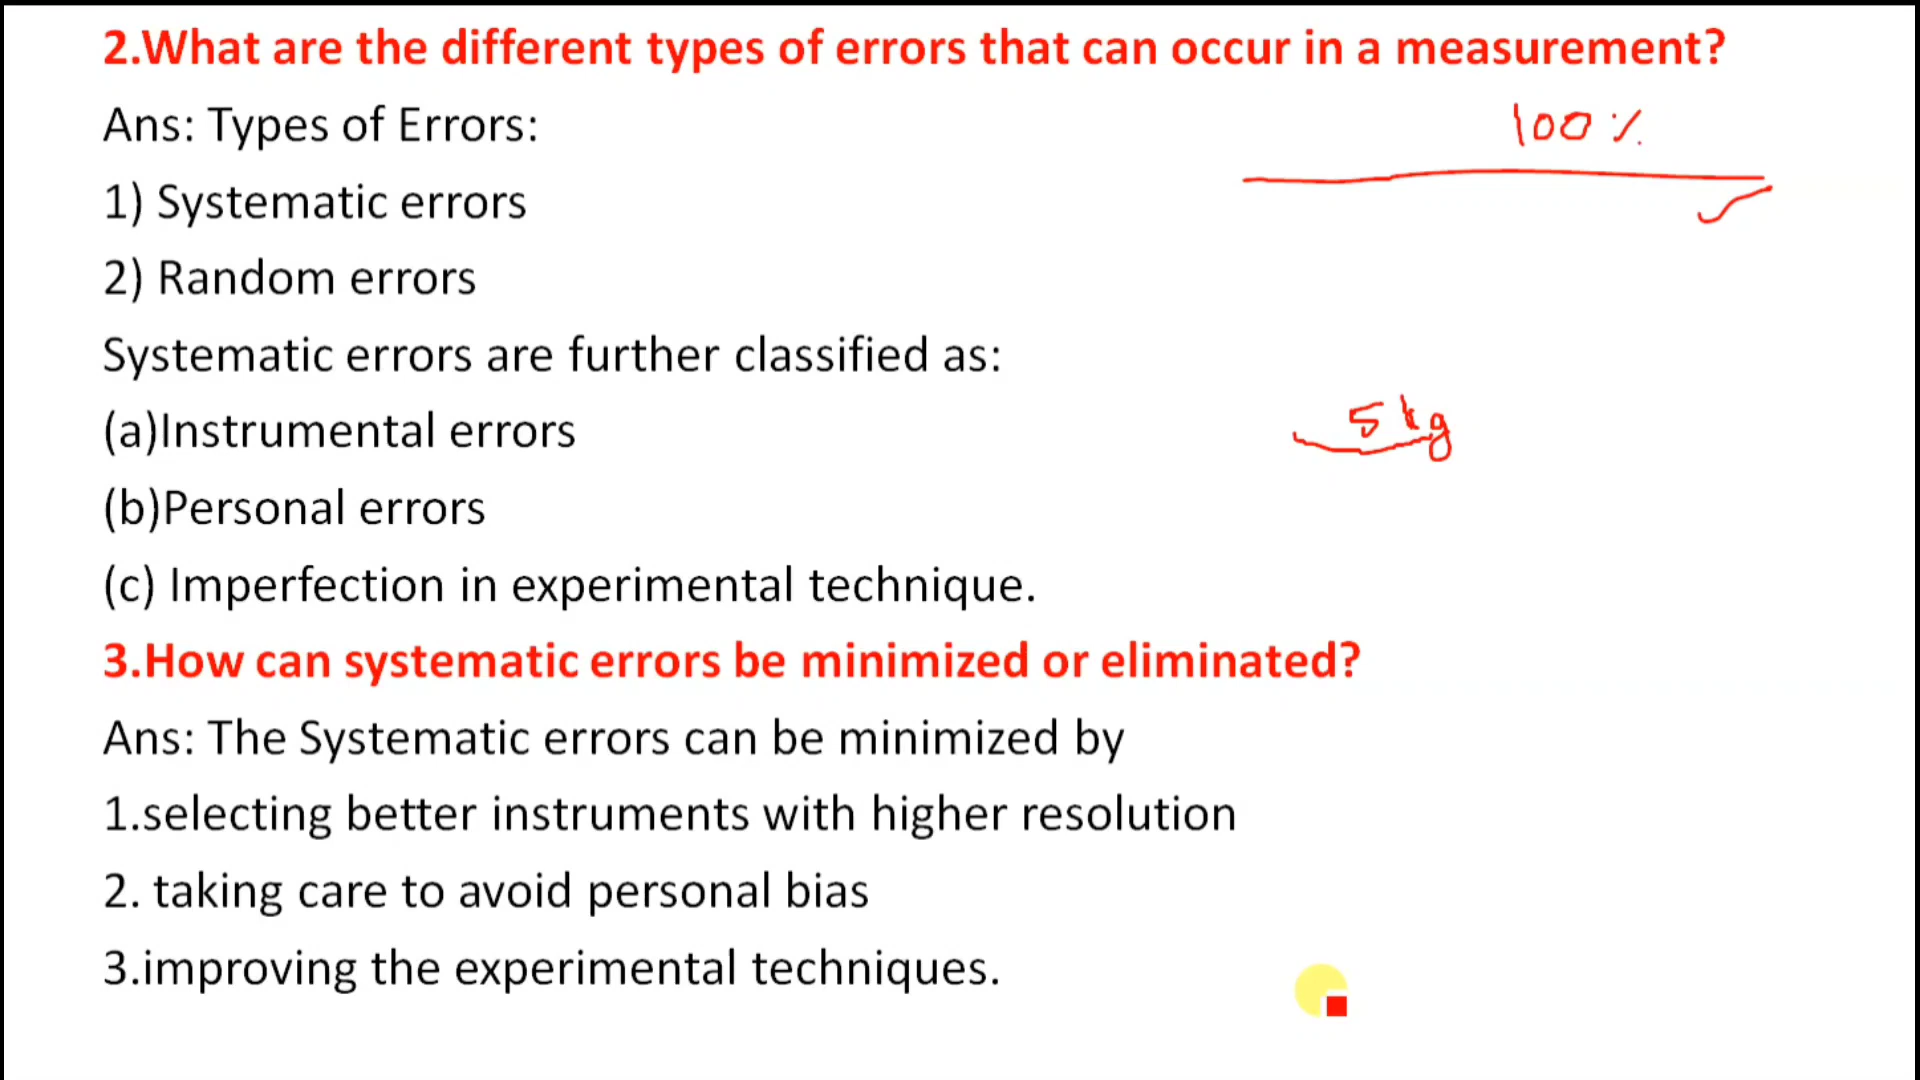 2.What are the different types of errors that can occur in a measurement?
Ans: Types of Errors:
100 %
1) Systematic errors
2) Random errors
Systematic errors are further classified as:
(a)Instrumental errors
5 kg
(b)Personal errors
(c) Imperfection in experimental technique.
3.How can systematic errors be minimized or eliminated?
Ans: The Systematic errors can be minimized by
1.selecting better instruments with higher resolution
2. taking care to avoid personal bias
3.improving the experimental techniques.